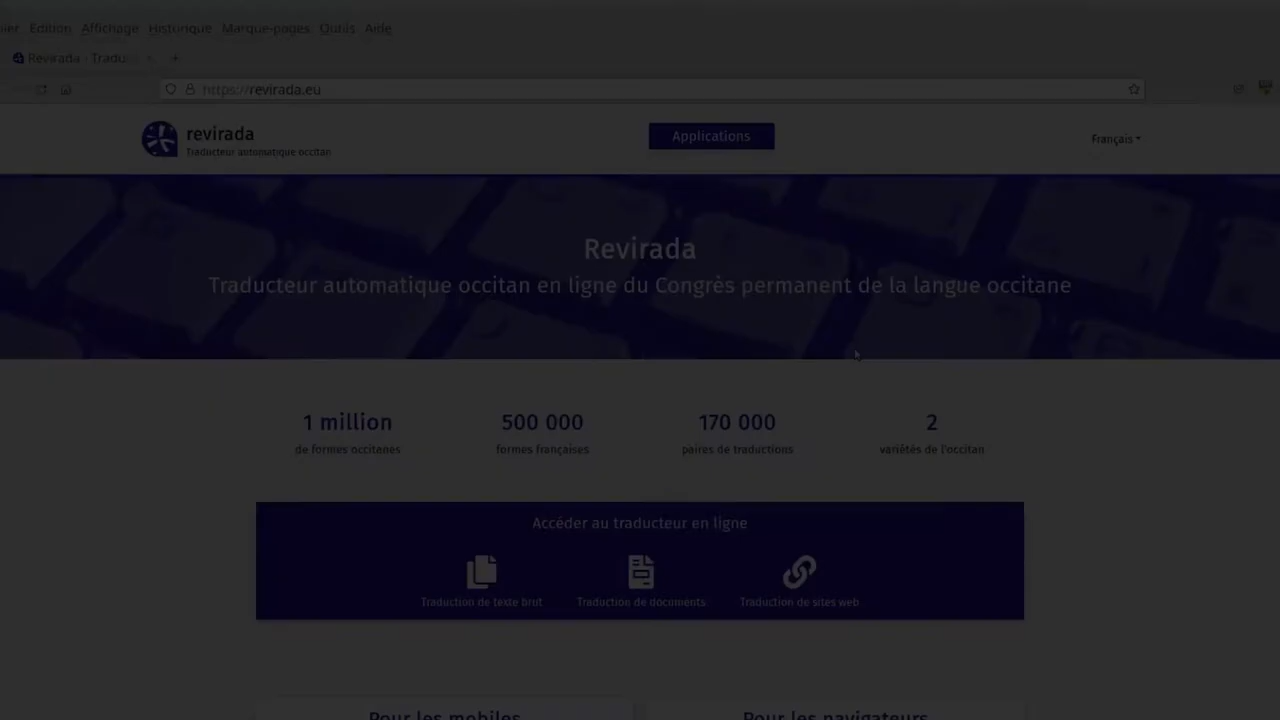 Edition Affichage Historique Marque-pages Outils Aide
Revirada - Tradu
https://revirada.eu
revirada
Traducteur automatique occitan
Applications
Français
Revirada
Traducteur automatique occitan en ligne du Congrès permanent de la langue occitane
1 million
de formes occitanes
500 000
formes françaises
170 000
paires de traductions
2
variétés de l'occitan
Accéder au traducteur en ligne
Traduction de texte brut
Traduction de documents
Traduction de sites web
Pour les mobiles
Pour les navigateurs